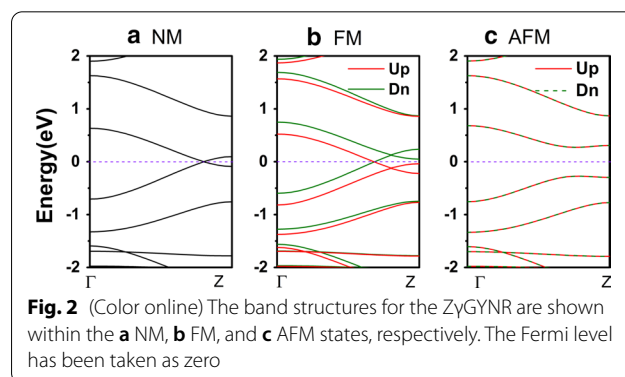 a NM b FM c AFM
2
Up Up
Dn Dn
1
Energy(eV)
0
-1
-2
Γ Z Γ Z Γ Z
Fig. 2 (Color online) The band structures for the ZγGYNR are shown
within the a NM, b FM, and c AFM states, respectively. The Fermi level
has been taken as zero